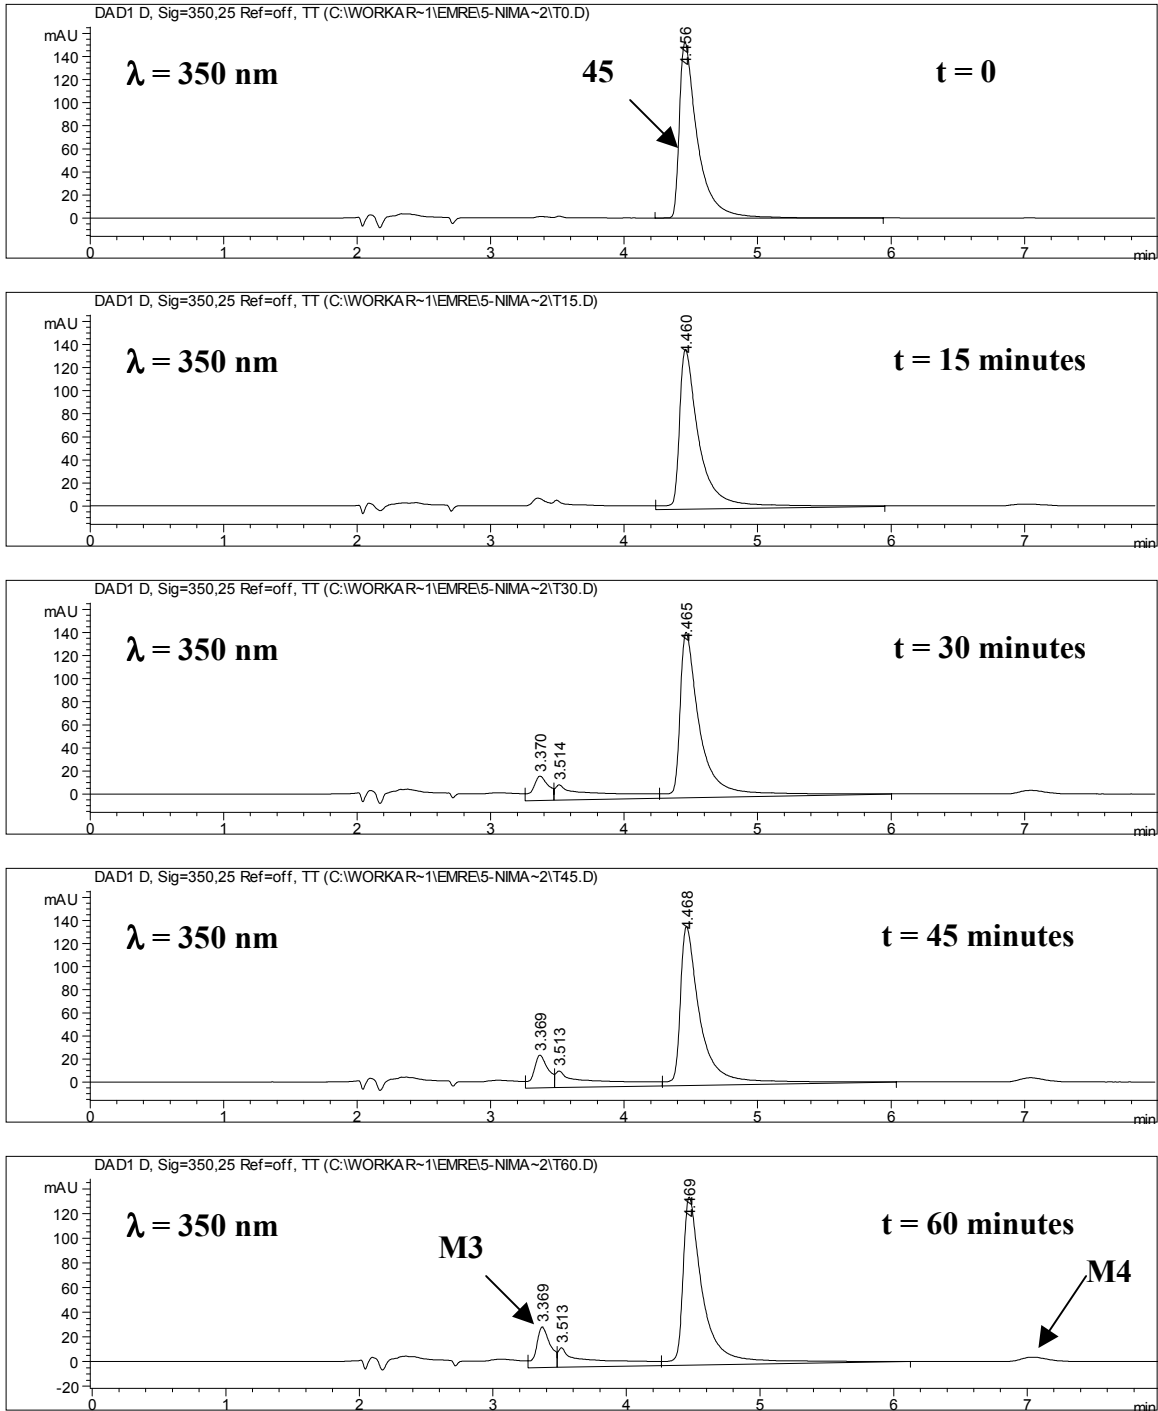 DAD1 D, Sig=350,25 Ref=off, TT (C:\WORKAR~1\EMRE\5-NIMA~2\T0.D)
mAU
λ = 350 nm
45
4.456
t = 0
140
120
100
80
60
40
20
0
0 1 2 3 4 5 6 7 min
DAD1 D, Sig=350,25 Ref=off, TT (C:\WORKAR~1\EMRE\5-NIMA~2\T15.D)
mAU
λ = 350 nm
4.460
t = 15 minutes
140
120
100
80
60
40
20
0
0 1 2 3 4 5 6 7 min
DAD1 D, Sig=350,25 Ref=off, TT (C:\WORKAR~1\EMRE\5-NIMA~2\T30.D)
mAU
λ = 350 nm
4.465
t = 30 minutes
140
120
100
80
60
40
20
0
3.370
3.514
0 1 2 3 4 5 6 7 min
DAD1 D, Sig=350,25 Ref=off, TT (C:\WORKAR~1\EMRE\5-NIMA~2\T45.D)
mAU
λ = 350 nm
4.468
t = 45 minutes
140
120
100
80
60
40
20
0
3.369
3.513
0 1 2 3 4 5 6 7 min
DAD1 D, Sig=350,25 Ref=off, TT (C:\WORKAR~1\EMRE\5-NIMA~2\T60.D)
mAU
λ = 350 nm
4.469
t = 60 minutes
M3
M4
120
100
80
60
40
20
0
-20
3.369
3.513
0 1 2 3 4 5 6 7 min